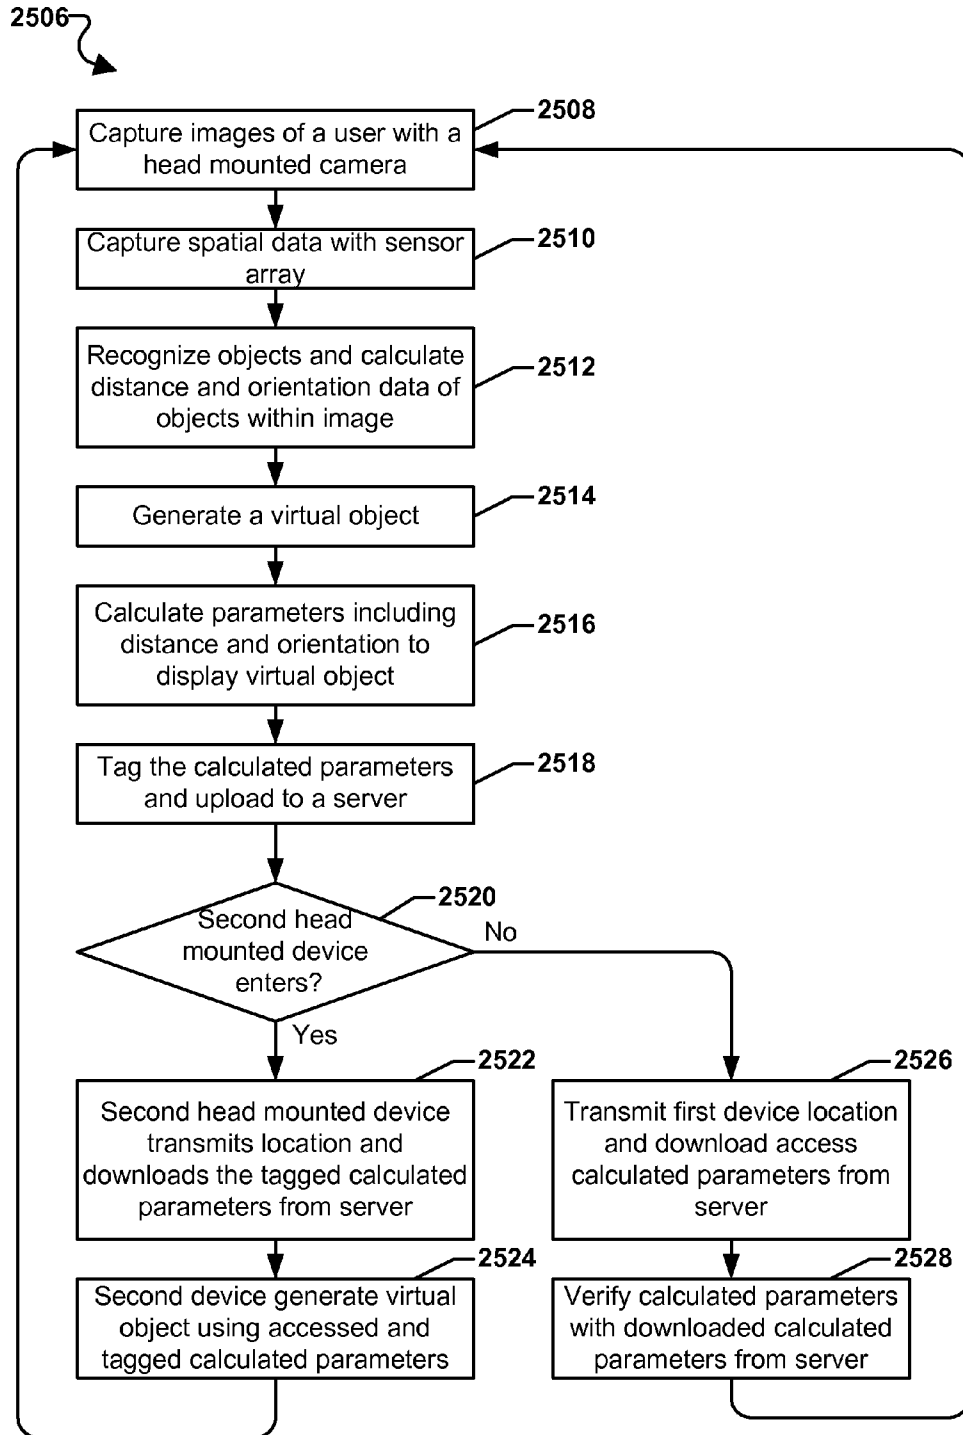 2506
2508
Capture images of a user with a
head mounted camera
2510
Capture spatial data with sensor
array
2512
Recognize objects and calculate
distance and orientation data of
objects within image
2514
Generate a virtual object
2516
Calculate parameters including
distance and orientation to
display virtual object
2518
Tag the calculated parameters
and upload to a server
2520
Second head
mounted device
enters?
No
Yes
2522
Second head mounted device
transmits location and
downloads the tagged calculated
parameters from server
2526
Transmit first device location
and download access
calculated parameters from
server
2524
Second device generate virtual
object using accessed and
tagged calculated parameters
2528
Verify calculated parameters
with downloaded calculated
parameters from server